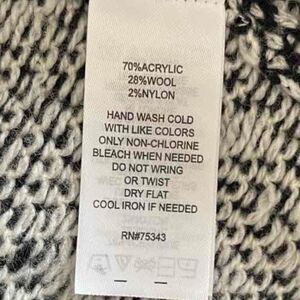 70%ACRYLIC
28%WOOL
2%NYLON
HAND WASH COLD
WITH LIKE COLORS
ONLY NON-CHLORINE
BLEACH WHEN NEEDED
DO NOT WRING
OR TWIST
DRY FLAT
COOL IRON IF NEEDED
RN#75343